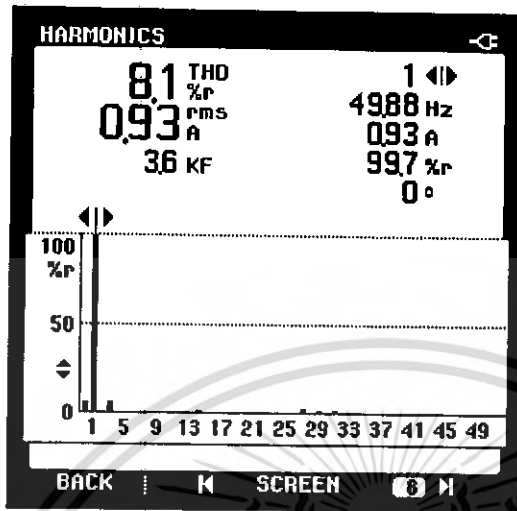 HARMONICS
8.1 THD %r
0.93 rms A
3.6 KF
1
49.88 Hz
0.93 A
99.7 %r
0 °
100
%r
50
0
1 5 9 13 17 21 25 29 33 37 41 45 49
BACK SCREEN 8